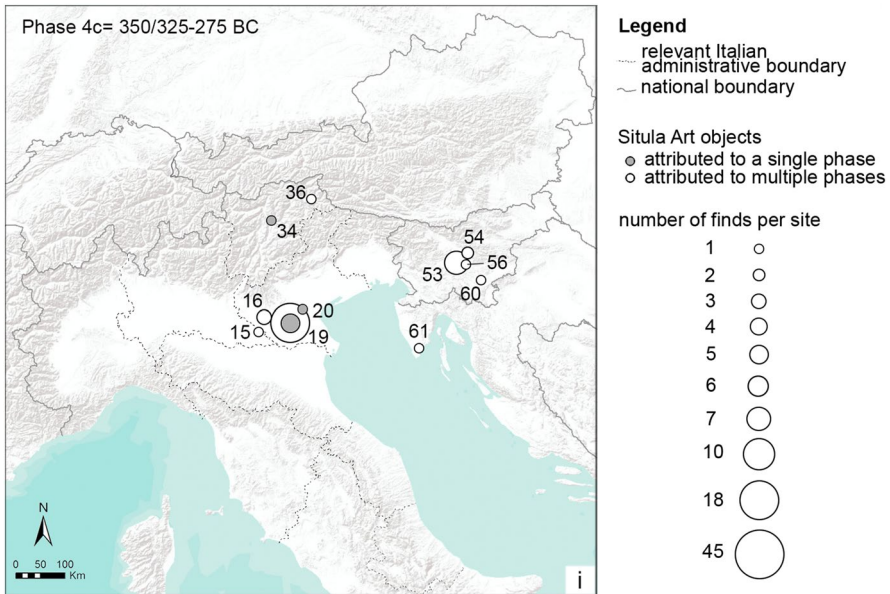 Phase 4c= 350/325-275 BC
36
34
54
53
56
60
16
20
15
19
61
N
0 50 100
Km
i
Legend
relevant Italian
administrative boundary
national boundary
Situla Art objects
attributed to a single phase
attributed to multiple phases
number of finds per site
1
2
3
4
5
6
7
10
18
45